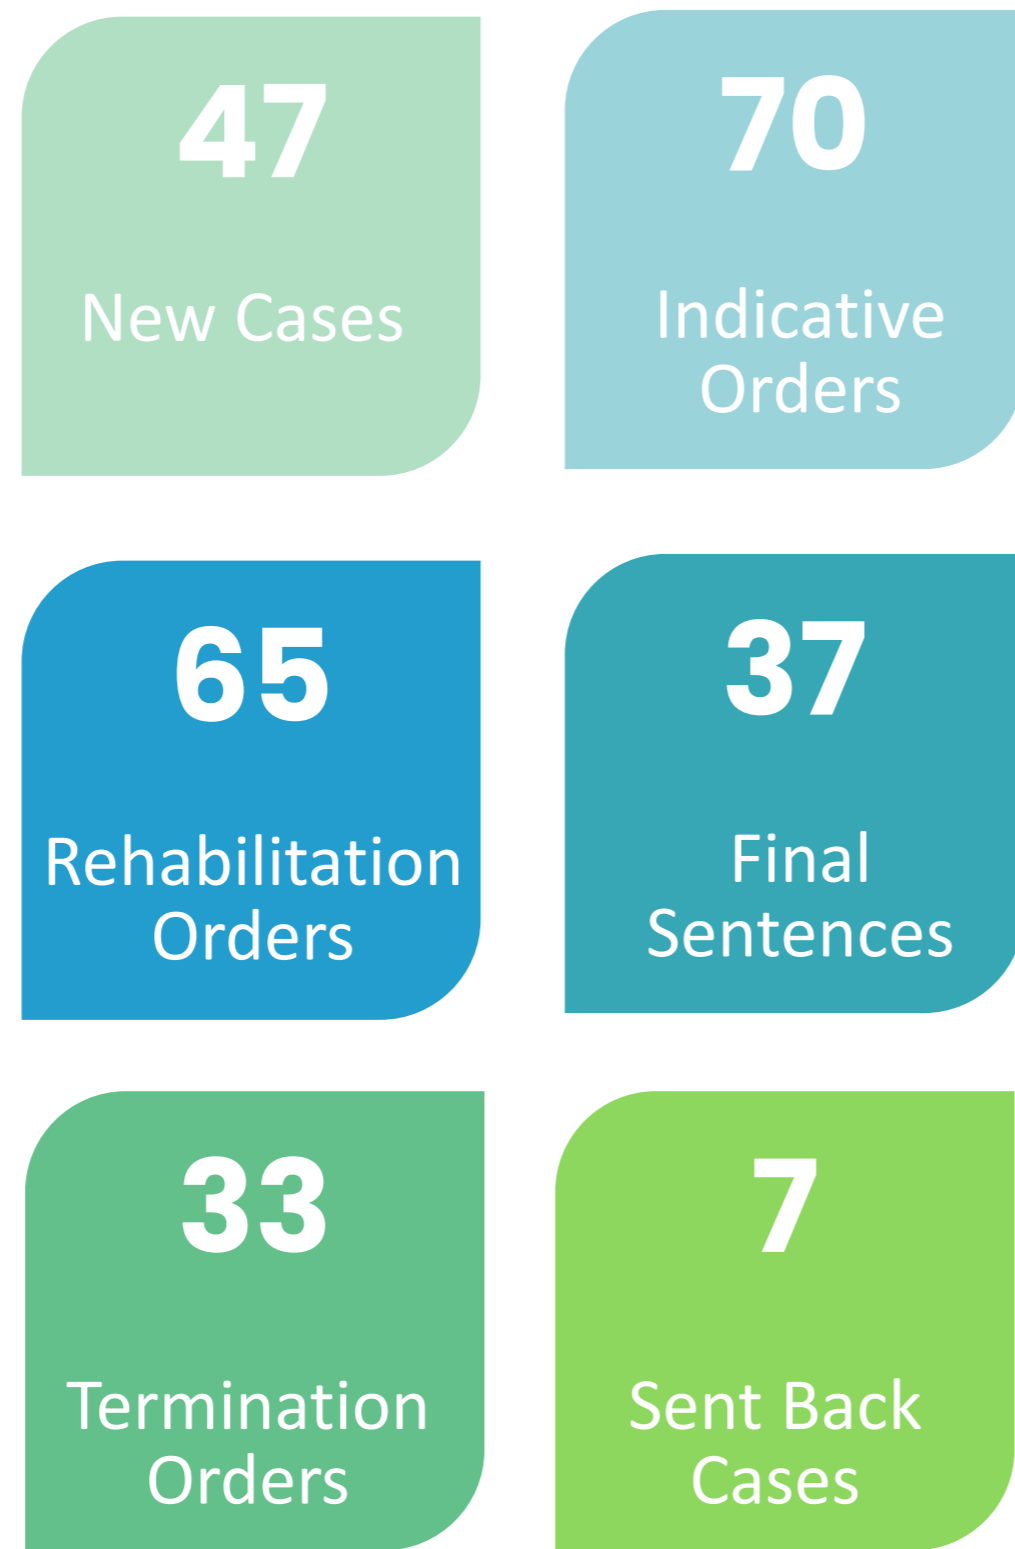 47
New Cases
70
Indicative
Orders
65
Rehabilitation
Orders
37
Final
Sentences
33
Termination
Orders
7
Sent Back
Cases